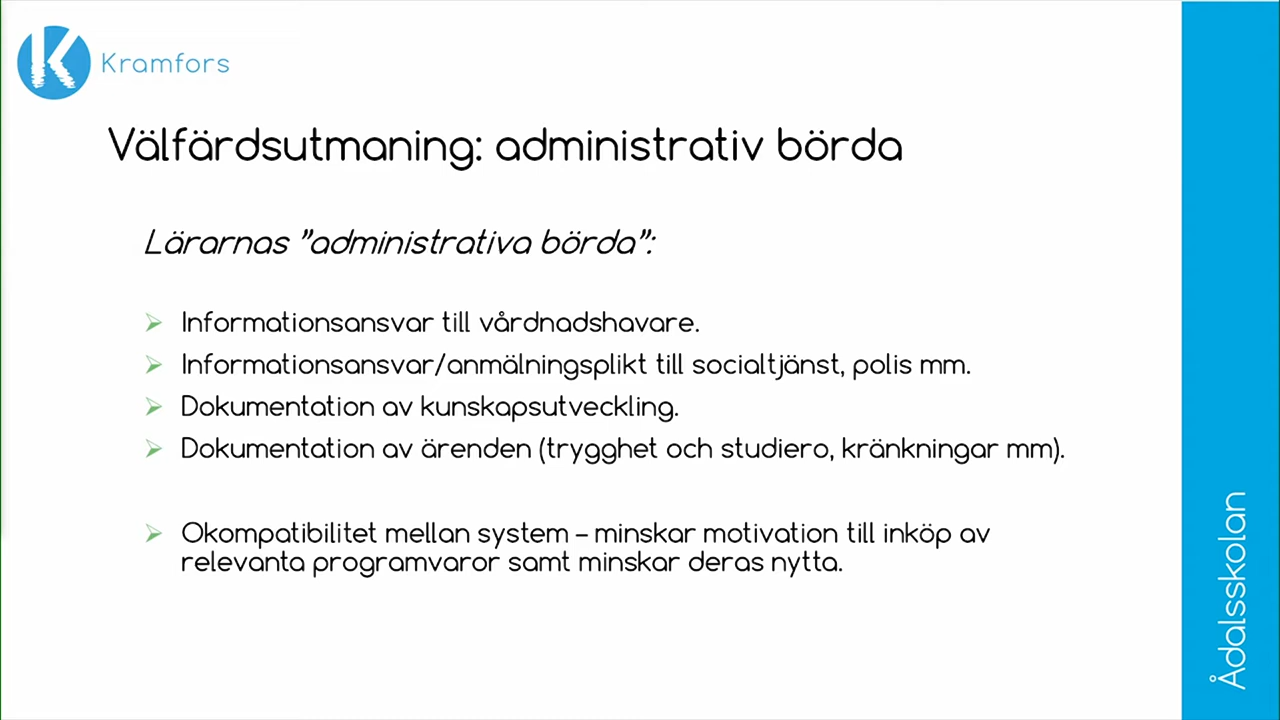 Kramfors
Välfärdsutmaning: administrativ börda
Lärarnas ”administrativa börda”:
Informationsansvar till vårdnadshavare.
Informationsansvar/anmälningsplikt till socialtjänst, polis mm.
Dokumentation av kunskapsutveckling.
Dokumentation av ärenden (trygghet och studiero, kränkningar mm).
Okompatibilitet mellan system – minskar motivation till inköp av
relevanta programvaror samt minskar deras nytta.
Ådalsskolan